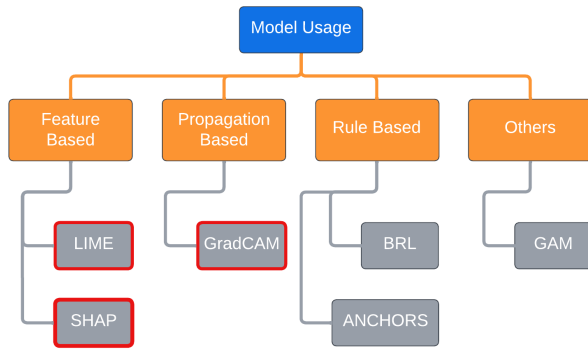 Model Usage
Feature
Based
Propagation
Based
Rule Based
Others
LIME
GradCAM
BRL
GAM
SHAP
ANCHORS